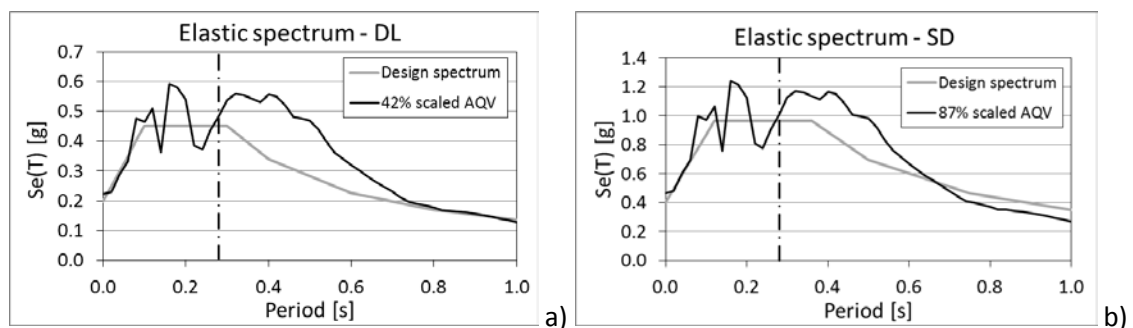 Elastic spectrum - DL
Se(T) [g]
0.7
0.6
0.5
0.4
0.3
0.2
0.1
0.0
Design spectrum
42% scaled AQV
0.0 0.2 0.4 0.6 0.8 1.0
Period [s]
a)
Elastic spectrum - SD
Se(T) [g]
1.4
1.2
1.0
0.8
0.6
0.4
0.2
0.0
Design spectrum
87% scaled AQV
0.0 0.2 0.4 0.6 0.8 1.0
Period [s]
b)